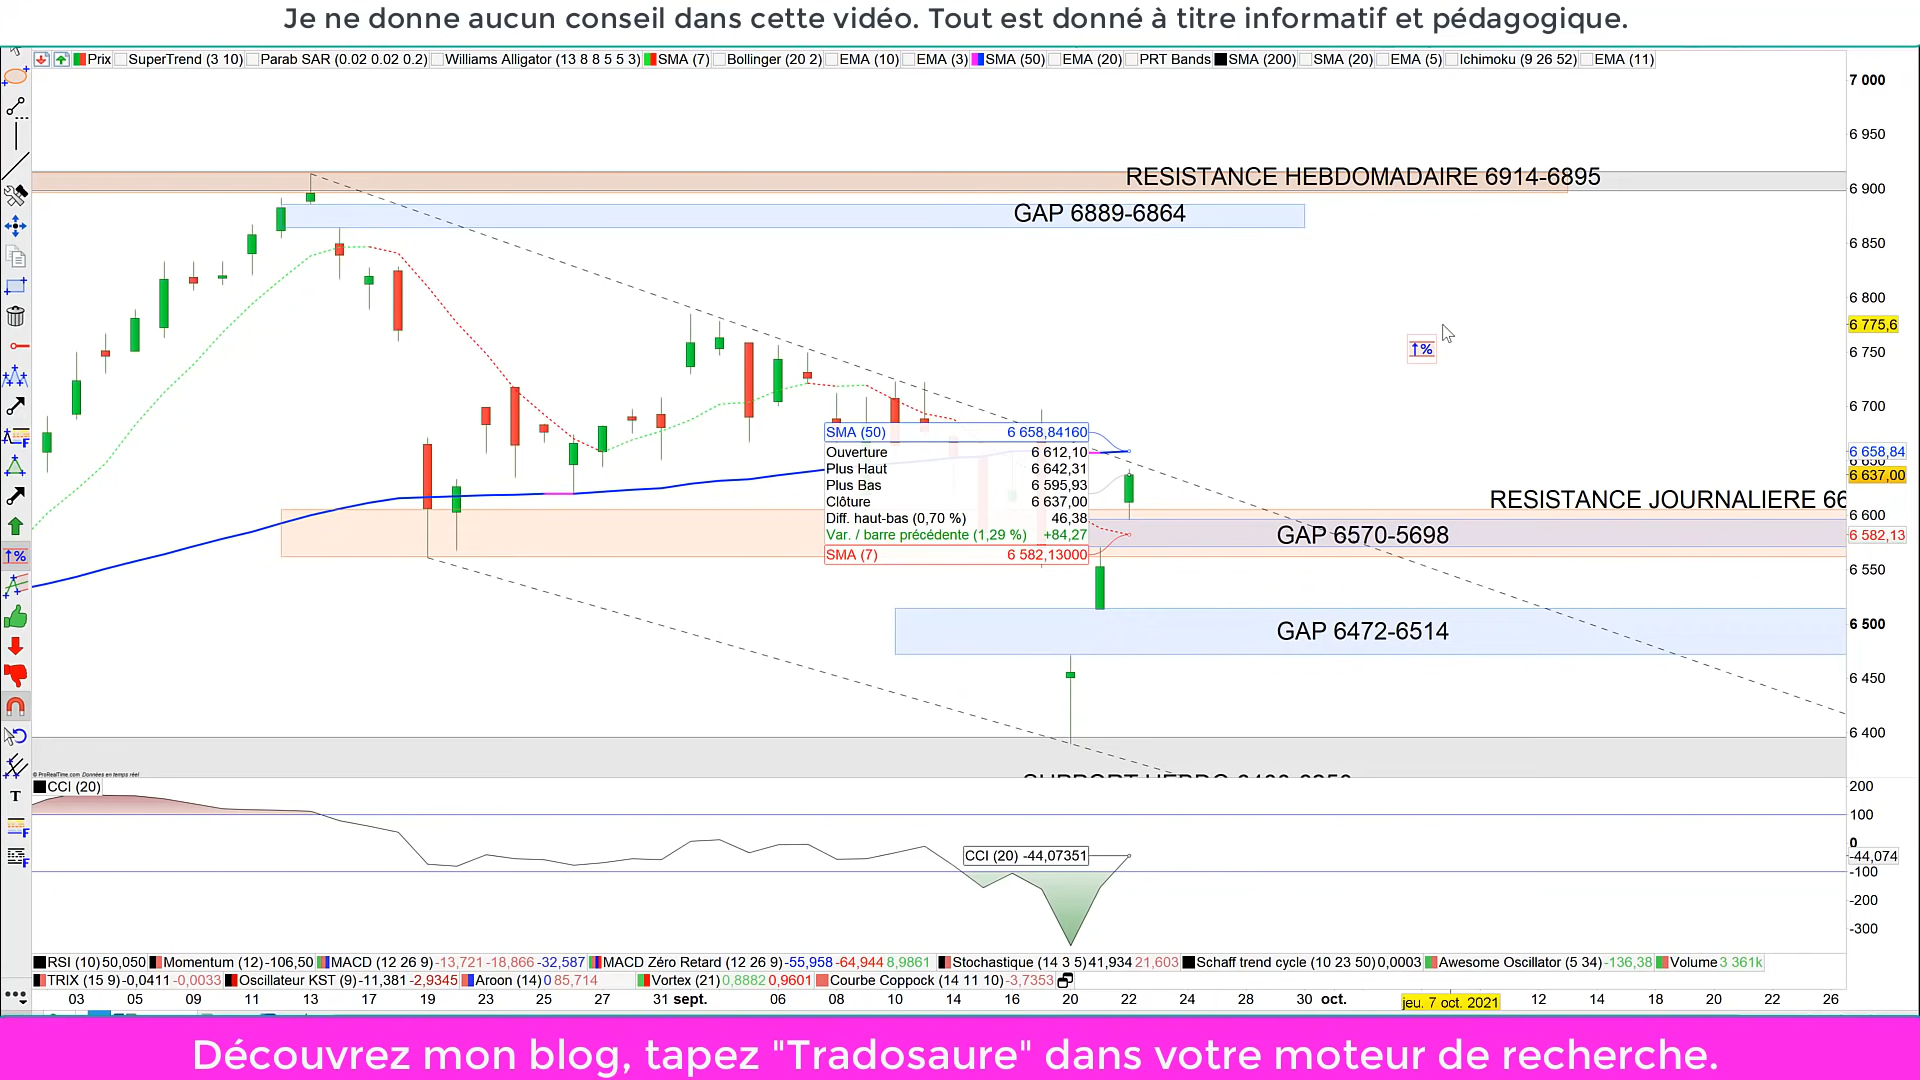 Je ne donne aucun conseil dans cette vidéo. Tout est donné à titre informatif et pédagogique.
Prix SuperTrend (3 10) Parab SAR (0.02 0.02 0.2) Williams Alligator (13 8 8 5 5 3) SMA (7) Bollinger (20 2) EMA (10) EMA (3) SMA (50) EMA (20) PRT Bands SMA (200) SMA (20) EMA (5) Ichimoku (9 26 52) EMA (11)
7 000
6 950
RESISTANCE HEBDOMADAIRE 6914-6895
6 900
GAP 6889-6864
6 850
6 800
6 775,6
↑%
6 750
6 700
SMA (50) 6 658,84160
6 658,84
Ouverture 6 612,10
Plus Haut 6 642,31
6 637,00
Plus Bas 6 595,93
Clôture 6 637,00
RESISTANCE JOURNALIERE 66
6 600
Diff. haut-bas (0,70 %) 46,38
Var. / barre précédente (1,29 %) +84,27
GAP 6570-5698
6 582,13
SMA (7) 6 582,13000
6 550
6 500
GAP 6472-6514
6 450
6 400
© ProRealTime.com Données en temps réel
CCI (20)
200
100
0
CCI (20) -44,07351
-44,074
-100
-200
-300
RSI (10) 50,050 Momentum (12) -106,50 MACD (12 26 9) -13,721 -18,866 -32,587 MACD Zéro Retard (12 26 9) -55,958 -64,944 8,9861 Stochastique (14 3 5) 41,934 21,603 Schaff trend cycle (10 23 50) 0,0003 Awesome Oscillator (5 34) -136,38 Volume 3 361k
TRIX (15 9) -0,0411 -0,0033 Oscillateur KST (9) -11,381 -2,9345 Aroon (14) 0 85,714 Vortex (21) 0,8882 0,9601 Courbe Coppock (14 11 10) -3,7353
03 05 09 11 13 17 19 23 25 27 31 sept. 06 08 10 14 16 20 22 24 28 30 oct. jeu. 7 oct. 2021 12 14 18 20 22 26
Découvrez mon blog, tapez "Tradosaure" dans votre moteur de recherche.